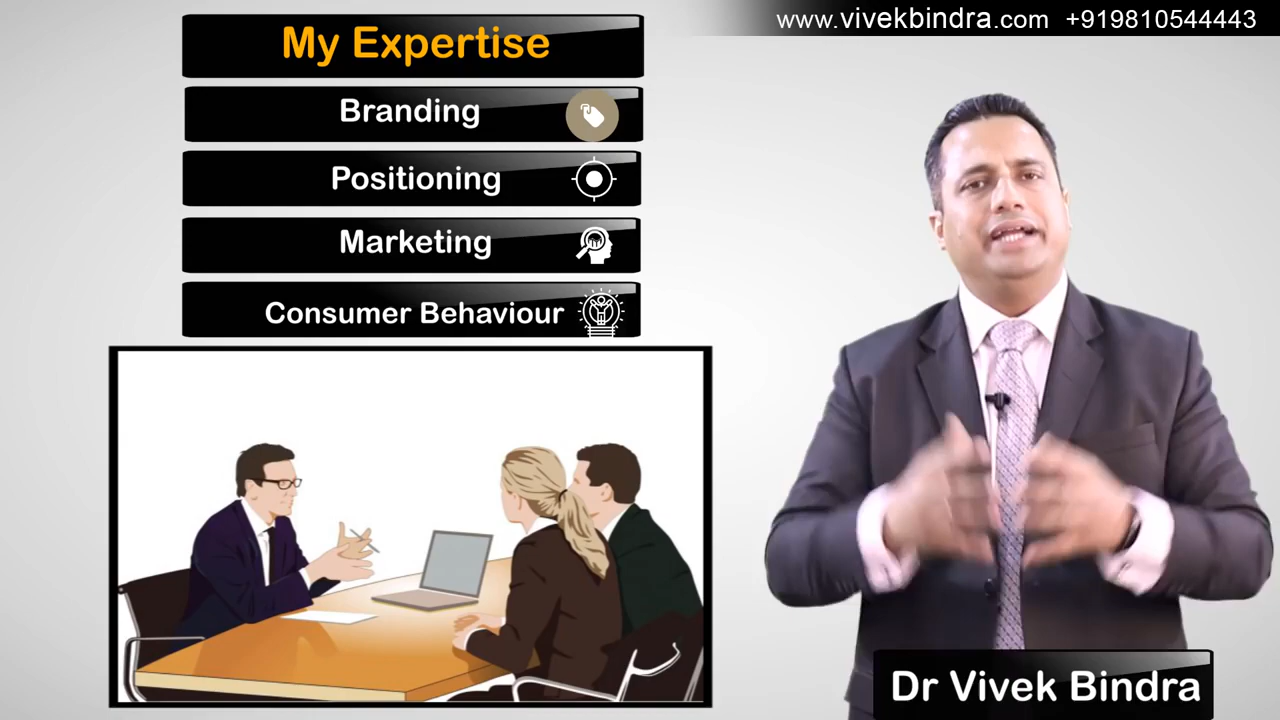 www.vivekbindra.com +919810544443
My Expertise
Branding
Positioning
Marketing
Consumer Behaviour
Dr Vivek Bindra